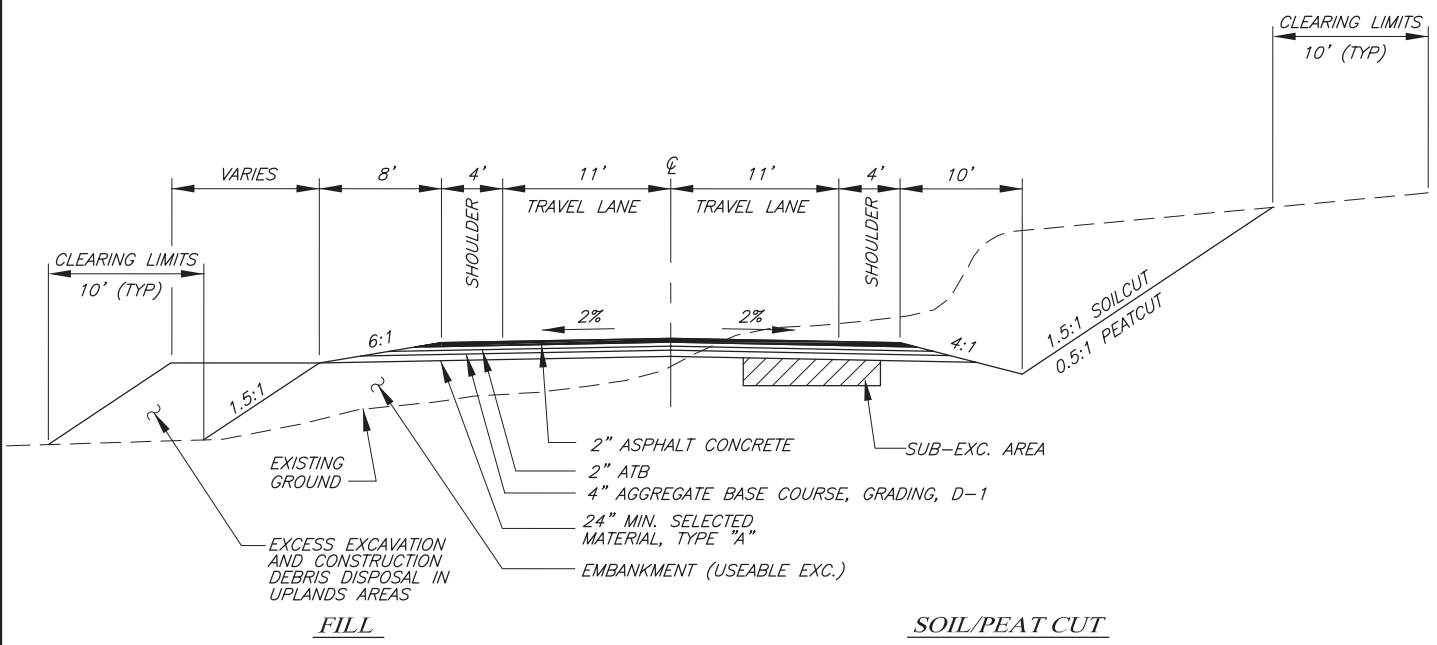 CLEARING LIMITS
10' (TYP)
VARIES
8'
4'
11'
℄
11'
4'
10'
SHOULDER
TRAVEL LANE
TRAVEL LANE
SHOULDER
CLEARING LIMITS
10' (TYP)
2%
2%
6:1
4:1
1.5:1 SOILCUT
0.5:1 PEATCUT
1.5:1
EXISTING
GROUND
2" ASPHALT CONCRETE
SUB-EXC. AREA
2" ATB
4" AGGREGATE BASE COURSE, GRADING, D-1
24" MIN. SELECTED
MATERIAL, TYPE "A"
EXCESS EXCAVATION
AND CONSTRUCTION
DEBRIS DISPOSAL IN
UPLANDS AREAS
EMBANKMENT (USEABLE EXC.)
FILL
SOIL/PEAT CUT